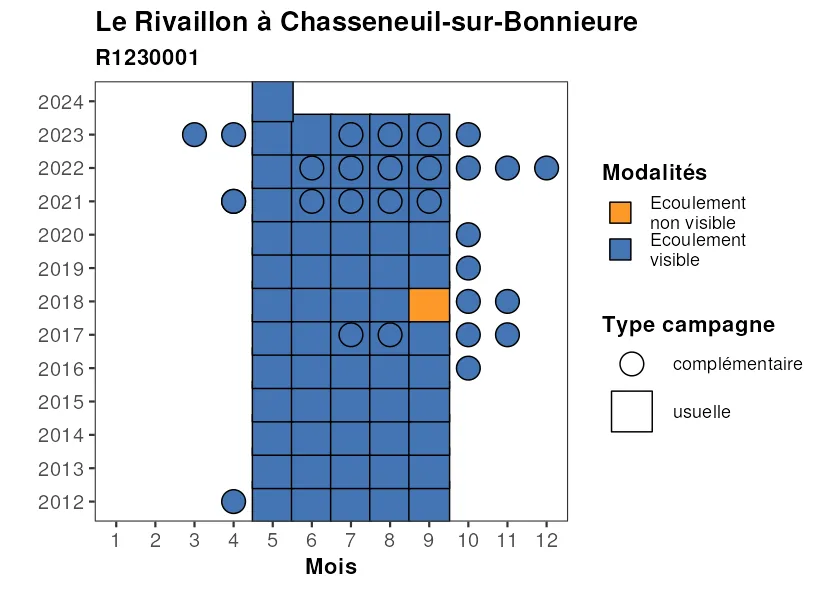 Le Rivaillon à Chasseneuil-sur-Bonnieure
R1230001
2024
2023
2022
2021
2020
2019
2018
2017
2016
2015
2014
2013
2012
1 2 3 4 5 6 7 8 9 10 11 12
Mois
Modalités
Ecoulement
non visible
Ecoulement
visible
Type campagne
complémentaire
usuelle